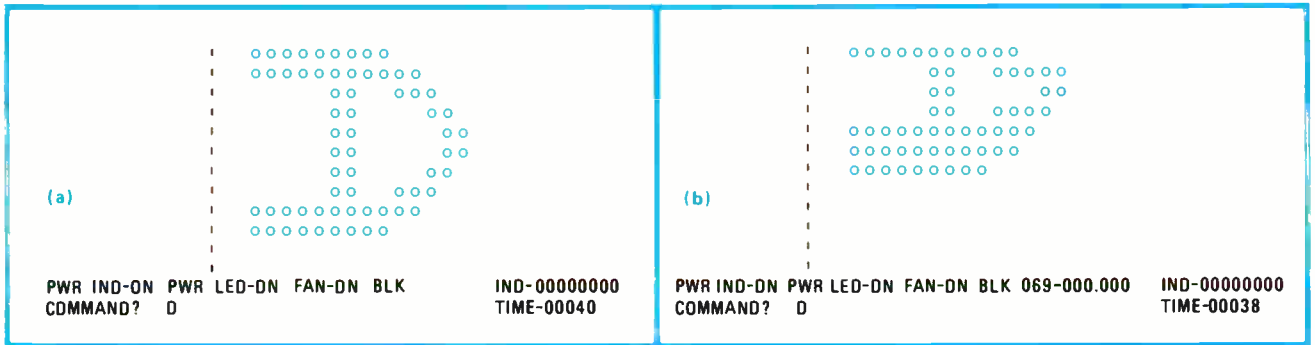 (a)
PWR IND-ON PWR LED-ON FAN-ON BLK IND-00000000
COMMAND? D TIME-00040
(b)
PWR IND-ON PWR LED-ON FAN-ON BLK 069-000.000 IND-00000000
COMMAND? D TIME-00038